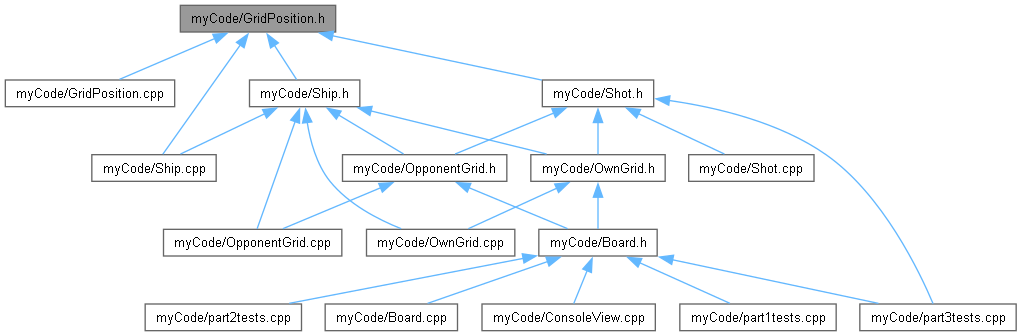 myCode/GridPosition.h
myCode/GridPosition.cpp
myCode/Ship.h
myCode/Shot.h
myCode/Ship.cpp
myCode/OpponentGrid.h
myCode/OwnGrid.h
myCode/Shot.cpp
myCode/OpponentGrid.cpp
myCode/OwnGrid.cpp
myCode/Board.h
myCode/part2tests.cpp
myCode/Board.cpp
myCode/ConsoleView.cpp
myCode/part1tests.cpp
myCode/part3tests.cpp